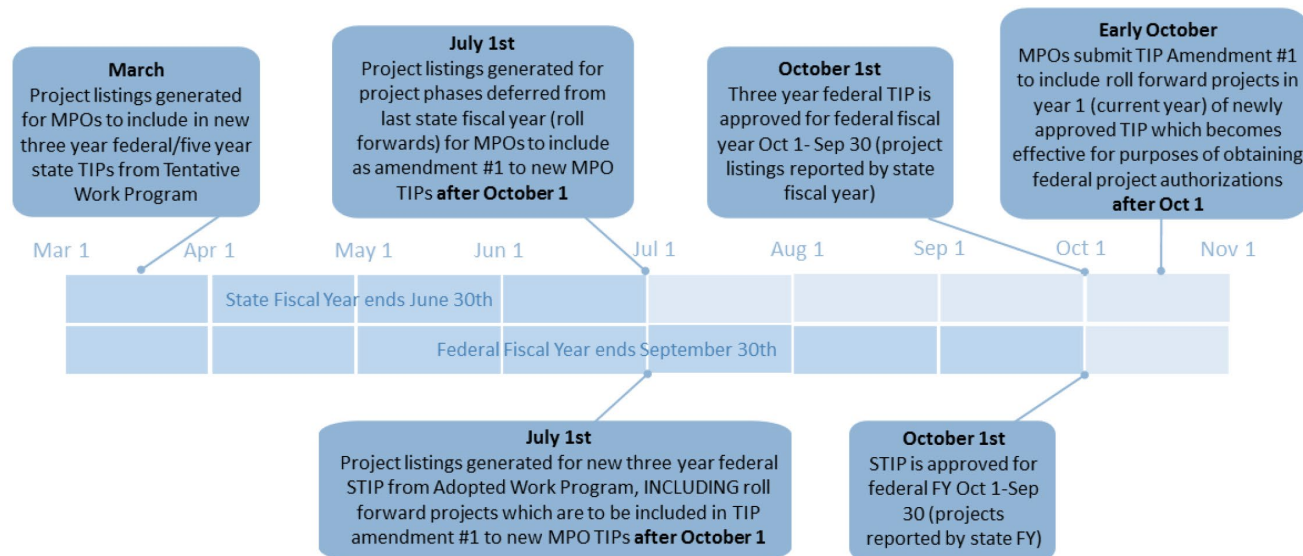 March
Project listings generated
for MPOs to include in new
three year federal/five year
state TIPs from Tentative
Work Program
July 1st
Project listings generated for
project phases deferred from
last state fiscal year (roll
forwards) for MPOs to include
as amendment #1 to new MPO
TIPs after October 1
October 1st
Three year federal TIP is
approved for federal fiscal
year Oct 1- Sep 30 (project
listings reported by state
fiscal year)
Early October
MPOs submit TIP Amendment #1
to include roll forward projects in
year 1 (current year) of newly
approved TIP which becomes
effective for purposes of obtaining
federal project authorizations
after Oct 1
Mar 1
Apr 1
May 1
Jun 1
Jul 1
Aug 1
Sep 1
Oct 1
Nov 1
State Fiscal Year ends June 30th
Federal Fiscal Year ends September 30th
July 1st
Project listings generated for new three year federal
STIP from Adopted Work Program, INCLUDING roll
forward projects which are to be included in TIP
amendment #1 to new MPO TIPs after October 1
October 1st
STIP is approved for
federal FY Oct 1-Sep
30 (projects
reported by state FY)